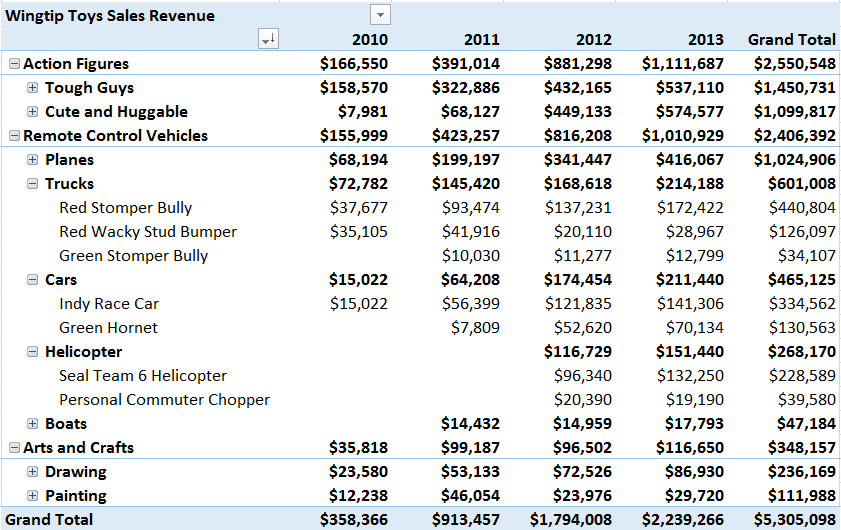 Wingtip Toys Sales Revenue
2010 2011 2012 2013 Grand Total
Action Figures $166,550 $391,014 $881,298 $1,111,687 $2,550,548
Tough Guys $158,570 $322,886 $432,165 $537,110 $1,450,731
Cute and Huggable $7,981 $68,127 $449,133 $574,577 $1,099,817
Remote Control Vehicles $155,999 $423,257 $816,208 $1,010,929 $2,406,392
Planes $68,194 $199,197 $341,447 $416,067 $1,024,906
Trucks $72,782 $145,420 $168,618 $214,188 $601,008
Red Stomper Bully $37,677 $93,474 $137,231 $172,422 $440,804
Red Wacky Stud Bumper $35,105 $41,916 $20,110 $28,967 $126,097
Green Stomper Bully $10,030 $11,277 $12,799 $34,107
Cars $15,022 $64,208 $174,454 $211,440 $465,125
Indy Race Car $15,022 $56,399 $121,835 $141,306 $334,562
Green Hornet $7,809 $52,620 $70,134 $130,563
Helicopter $116,729 $151,440 $268,170
Seal Team 6 Helicopter $96,340 $132,250 $228,589
Personal Commuter Chopper $20,390 $19,190 $39,580
Boats $14,432 $14,959 $17,793 $47,184
Arts and Crafts $35,818 $99,187 $96,502 $116,650 $348,157
Drawing $23,580 $53,133 $72,526 $86,930 $236,169
Painting $12,238 $46,054 $23,976 $29,720 $111,988
Grand Total $358,366 $913,457 $1,794,008 $2,239,266 $5,305,098